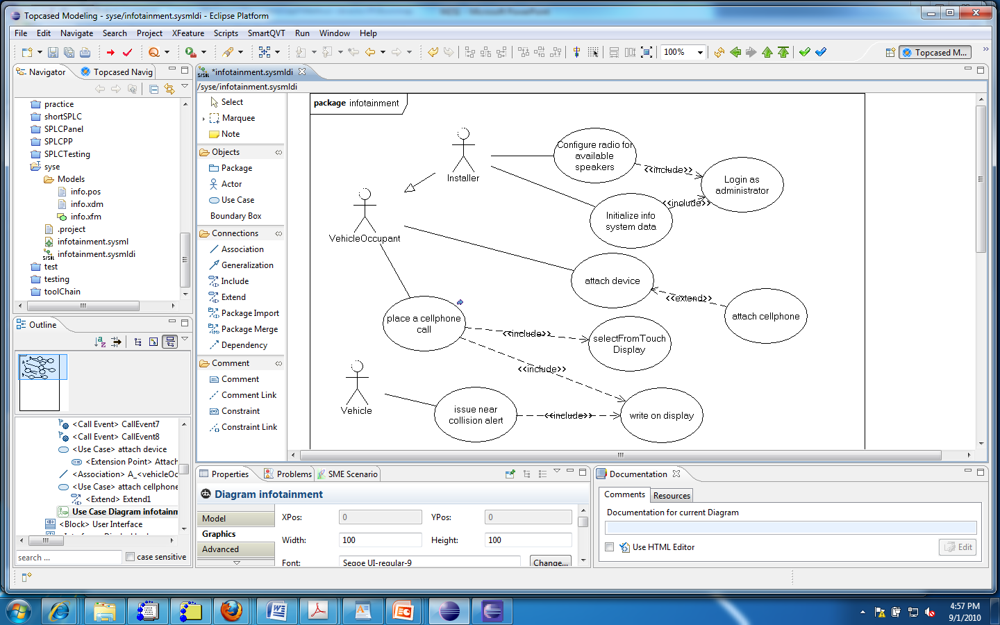 Topcased Modeling - syse/infotainment.sysmldi - Eclipse Platform
File Edit Navigate Search Project XFeature Scripts SmartQVT Run Window Help
100%
Topcased M...
Navigator
Topcased Navig
practice
shortSPLC
SPLCPanel
SPLCPP
SPLCTesting
syse
Models
info.pos
info.xdm
info.xfm
.project
infotainment.sysml
infotainment.sysmldi
test
testing
toolChain
*infotainment.sysmldi
/syse/infotainment.sysmldi
Select
Marquee
Note
Objects
Package
Actor
Use Case
Boundary Box
Connections
Association
Generalization
Include
Extend
Package Import
Package Merge
Dependency
Comment
Comment
Comment Link
Constraint
Constraint Link
package infotainment
Installer
Configure radio for
available
speakers
<<include>>
Login as
administrator
<<include>>
Initialize info
system data
VehicleOccupant
attach device
<<extend>>
attach cellphone
place a cellphone
call
<<include>>
selectFromTouch
Display
<<include>>
Vehicle
issue near
collision alert
<<include>>
write on display
Outline
<Call Event> CallEvent7
<Call Event> CallEvent8
<Use Case> attach device
<Extension Point> Attach
<Association> A_<vehicleOc
<Use Case> attach cellphone
<Extend> Extend1
Use Case Diagram infotainm
<Block> User Interface
search ...
case sensitive
Properties
Problems
SME Scenario
Diagram infotainment
Model
Graphics
Advanced
XPos: 0 YPos: 0
Width: 100 Height: 100
Font: Segoe UI-regular-9 Change...
Documentation
Comments
Resources
Documentation for current Diagram
Use HTML Editor
Edit
4:57 PM
9/1/2010